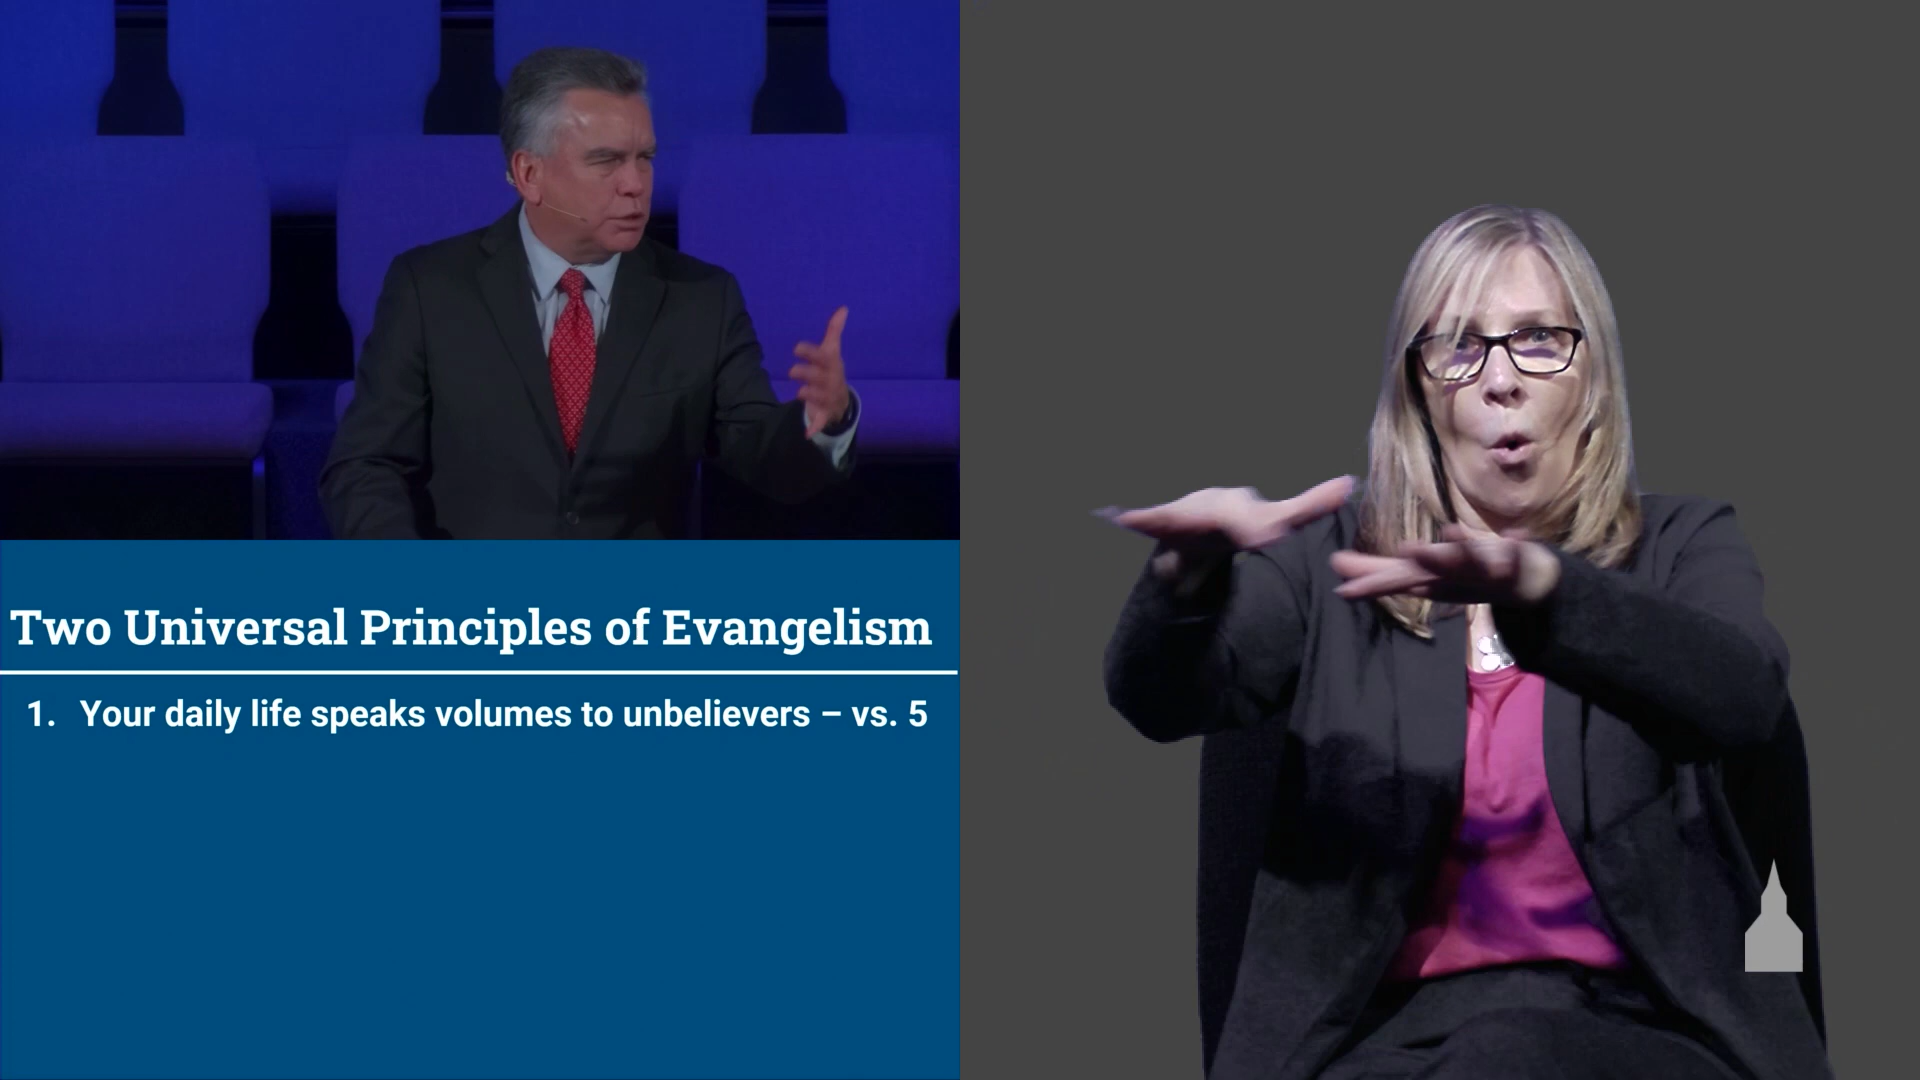 Two Universal Principles of Evangelism
1. Your daily life speaks volumes to unbelievers – vs. 5